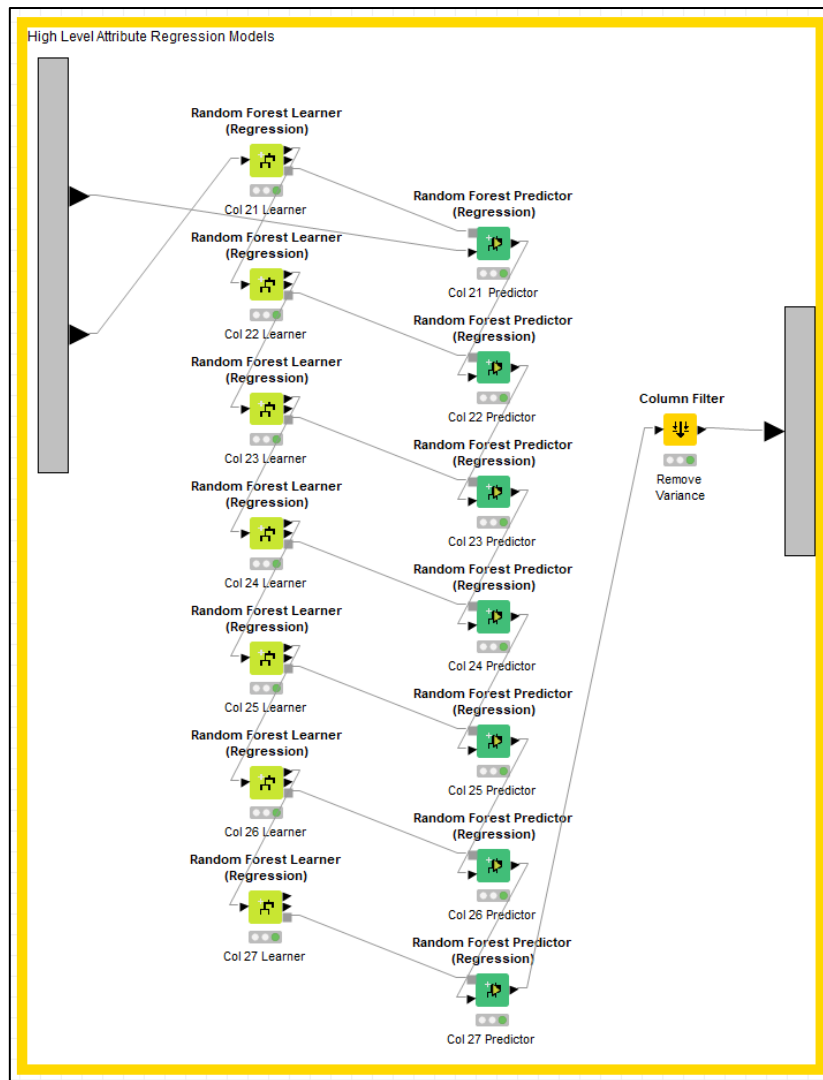 High Level Attribute Regression Models
Random Forest Learner
(Regression)
Col 21 Learner
Random Forest Predictor
(Regression)
Col 21 Predictor
Random Forest Learner
(Regression)
Col 22 Learner
Random Forest Predictor
(Regression)
Col 22 Predictor
Random Forest Learner
(Regression)
Col 23 Learner
Random Forest Predictor
(Regression)
Col 23 Predictor
Random Forest Learner
(Regression)
Col 24 Learner
Random Forest Predictor
(Regression)
Col 24 Predictor
Random Forest Learner
(Regression)
Col 25 Learner
Random Forest Predictor
(Regression)
Col 25 Predictor
Random Forest Learner
(Regression)
Col 26 Learner
Random Forest Predictor
(Regression)
Col 26 Predictor
Random Forest Learner
(Regression)
Col 27 Learner
Random Forest Predictor
(Regression)
Col 27 Predictor
Column Filter
Remove
Variance